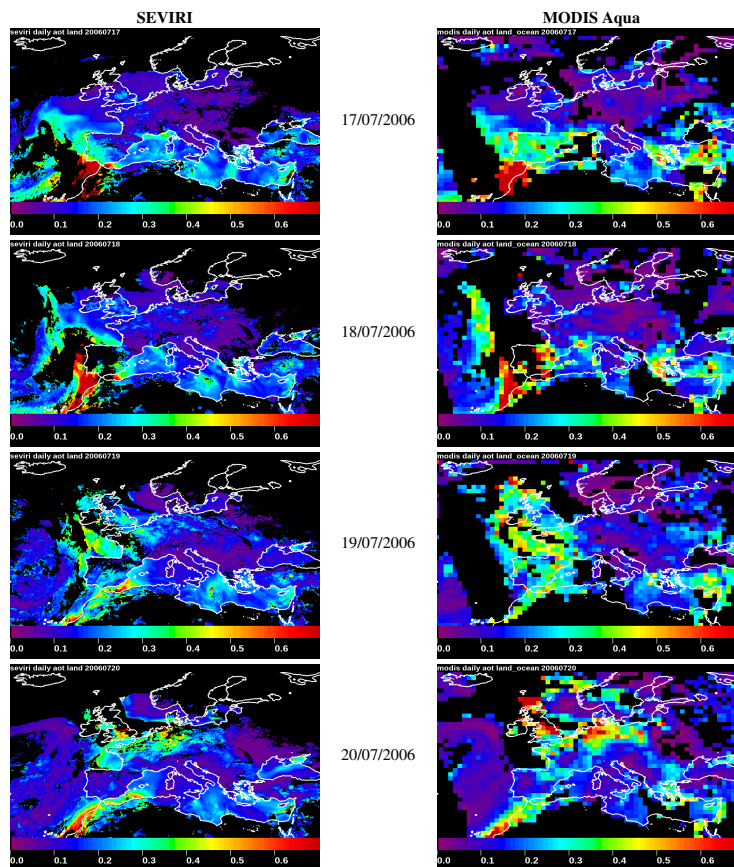 SEVIRI MODIS Aqua
seviri daily aot land 20060717
modis daily aot land_ocean 20060717
17/07/2006
0.0 0.1 0.2 0.3 0.4 0.5 0.6
0.0 0.1 0.2 0.3 0.4 0.5 0.6
seviri daily aot land 20060718
modis daily aot land_ocean 20060718
18/07/2006
0.0 0.1 0.2 0.3 0.4 0.5 0.6
0.0 0.1 0.2 0.3 0.4 0.5 0.6
seviri daily aot land 20060719
modis daily aot land_ocean 20060719
19/07/2006
0.0 0.1 0.2 0.3 0.4 0.5 0.6
0.0 0.1 0.2 0.3 0.4 0.5 0.6
seviri daily aot land 20060720
modis daily aot land_ocean 20060720
20/07/2006
0.0 0.1 0.2 0.3 0.4 0.5 0.6
0.0 0.1 0.2 0.3 0.4 0.5 0.6